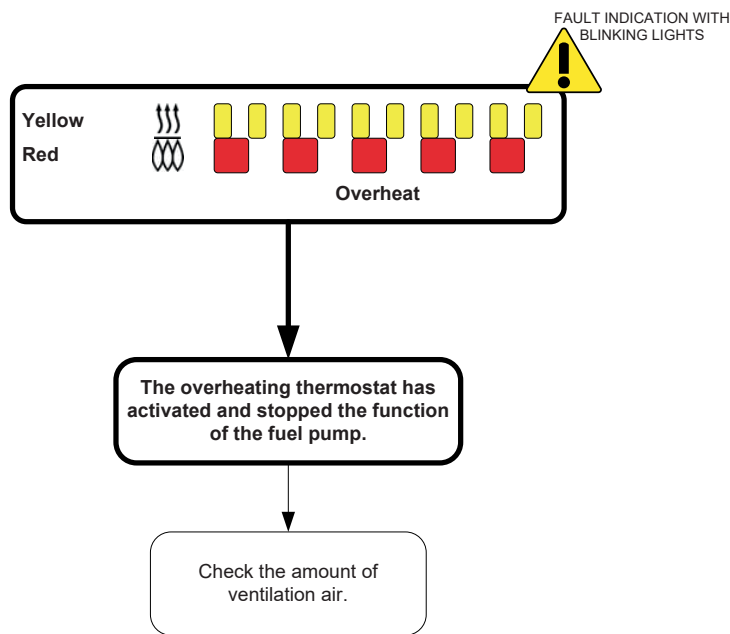 FAULT INDICATION WITH
BLINKING LIGHTS
Yellow
Red
Overheat
The overheating thermostat has
activated and stopped the function
of the fuel pump.
Check the amount of
ventilation air.